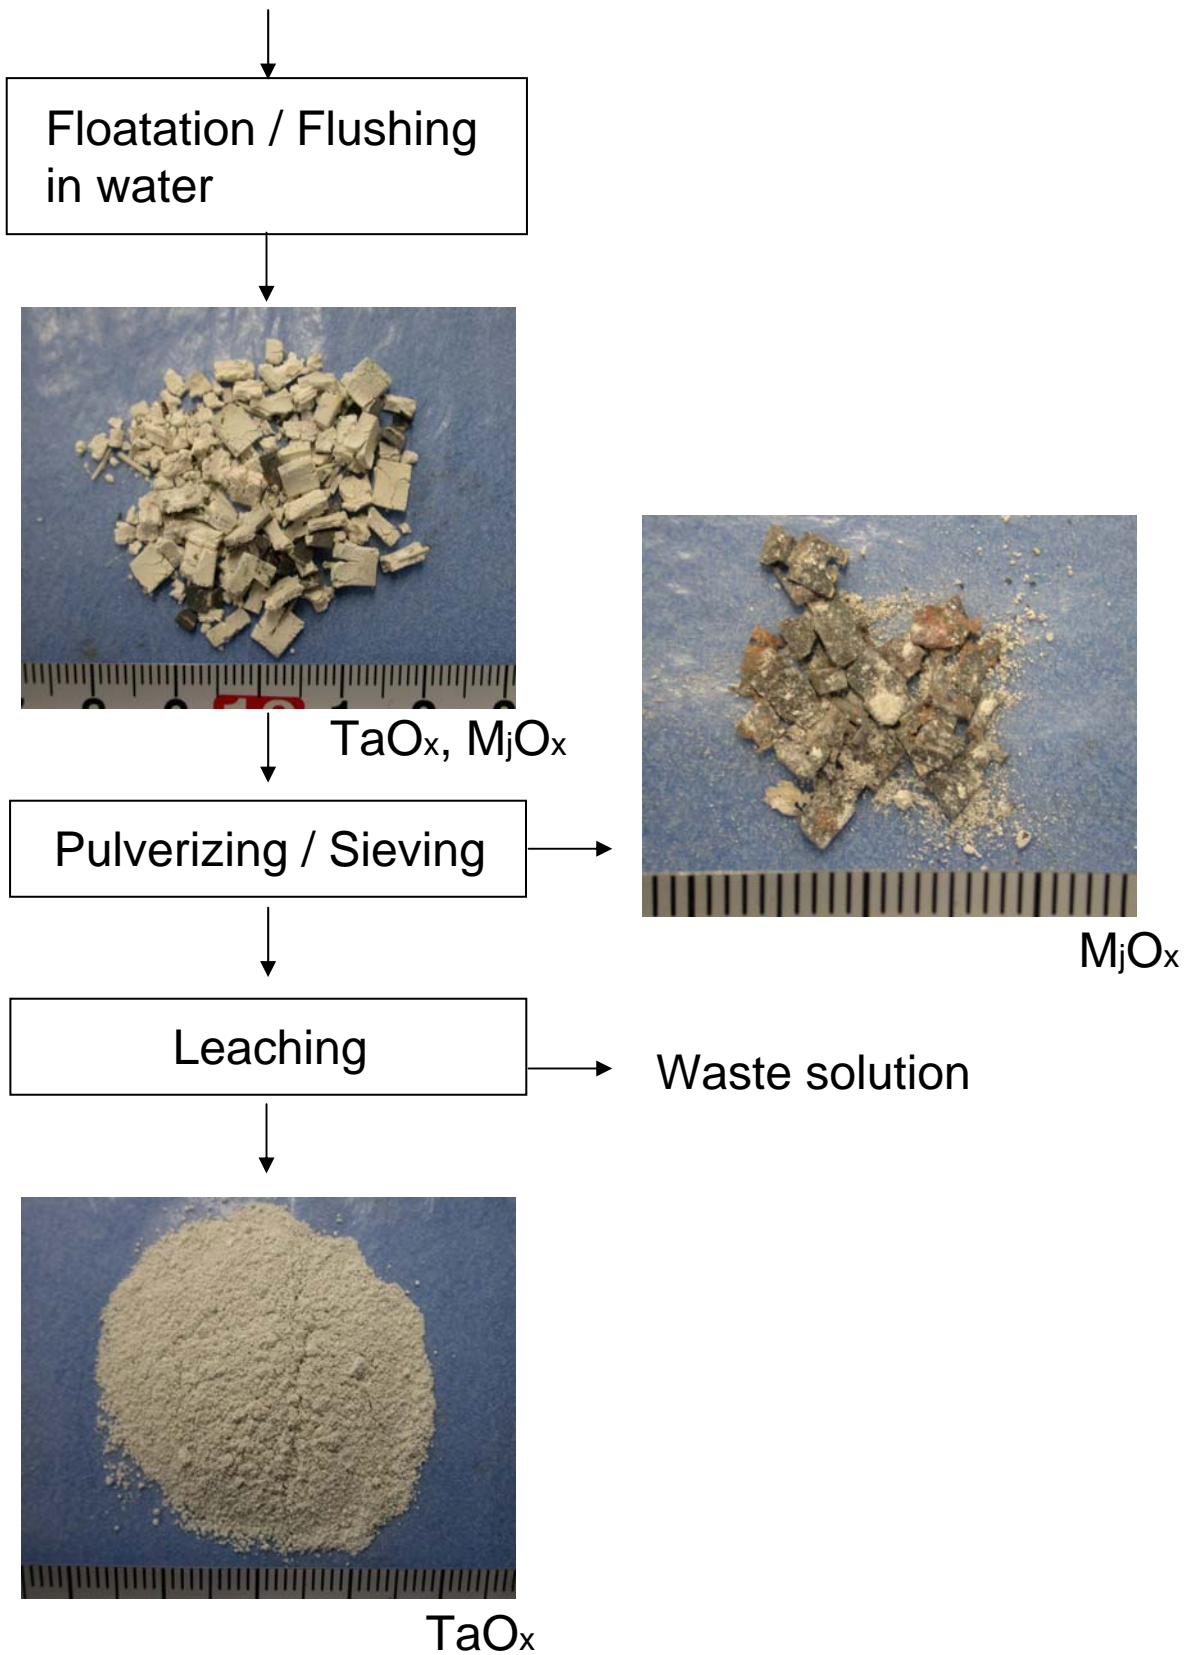 Floatation / Flushing
in water
TaOx, MjOx
Pulverizing / Sieving
MjOx
Leaching
Waste solution
TaOx